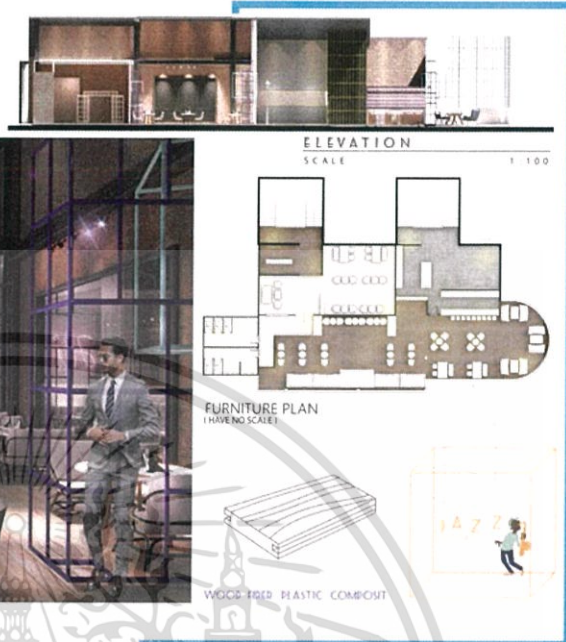 ELEVATION
SCALE 1:100
FURNITURE PLAN
( HAVE NO SCALE )
JAZZ
WOOD FIBER PLASTIC COMPOSIT